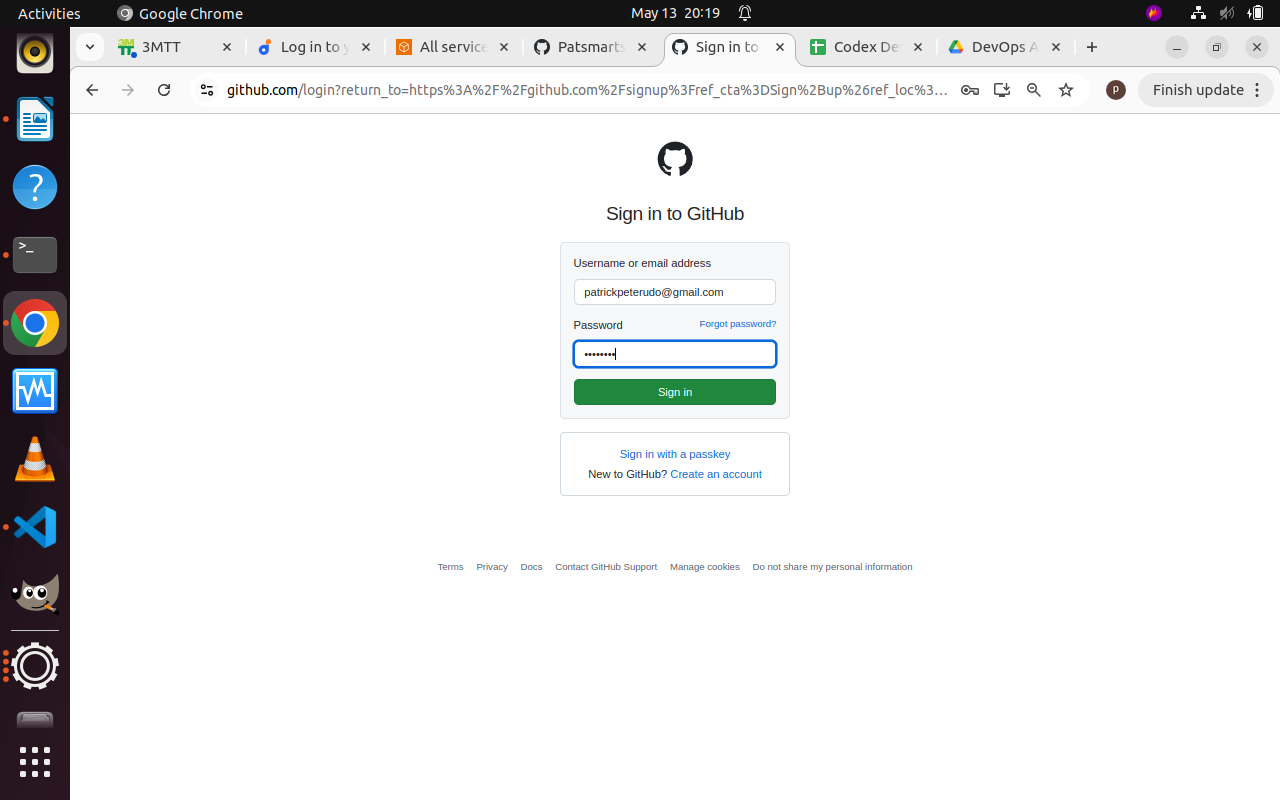 Activities
Google Chrome
May 13 20:19
3MTT
Log in to y
All service
Patsmarts
Sign in to
Codex De
DevOps A
github.com/login?return_to=https%3A%2F%2Fgithub.com%2Fsignup%3Fref_cta%3DSign%2Bup%26ref_loc%3...
p
Finish update
Sign in to GitHub
Username or email address
patrickpeterudo@gmail.com
Password
Forgot password?
••••••••
Sign in
Sign in with a passkey
New to GitHub? Create an account
Terms
Privacy
Docs
Contact GitHub Support
Manage cookies
Do not share my personal information